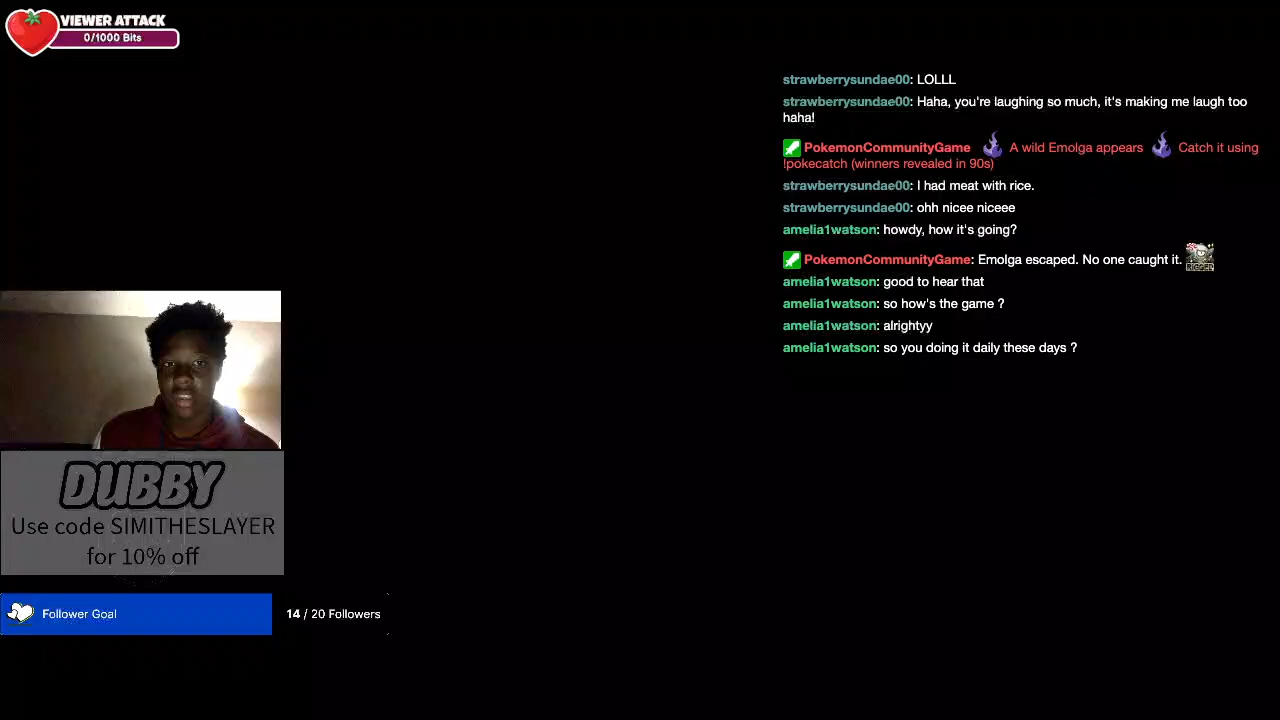 VIEWER ATTACK
0/1000 Bits
strawberrysundae00: LOLLL
strawberrysundae00: Haha, you're laughing so much, it's making me laugh too
haha!
PokemonCommunityGame A wild Emolga appears Catch it using
!pokecatch (winners revealed in 90s)
strawberrysundae00: I had meat with rice.
strawberrysundae00: ohh nicee niceee
amelia1watson: howdy, how it's going?
PokemonCommunityGame: Emolga escaped. No one caught it.
amelia1watson: good to hear that
amelia1watson: so how's the game ?
amelia1watson: alrightyy
amelia1watson: so you doing it daily these days ?
DUBBY
Use code SIMITHESLAYER
for 10% off
Follower Goal 14 / 20 Followers